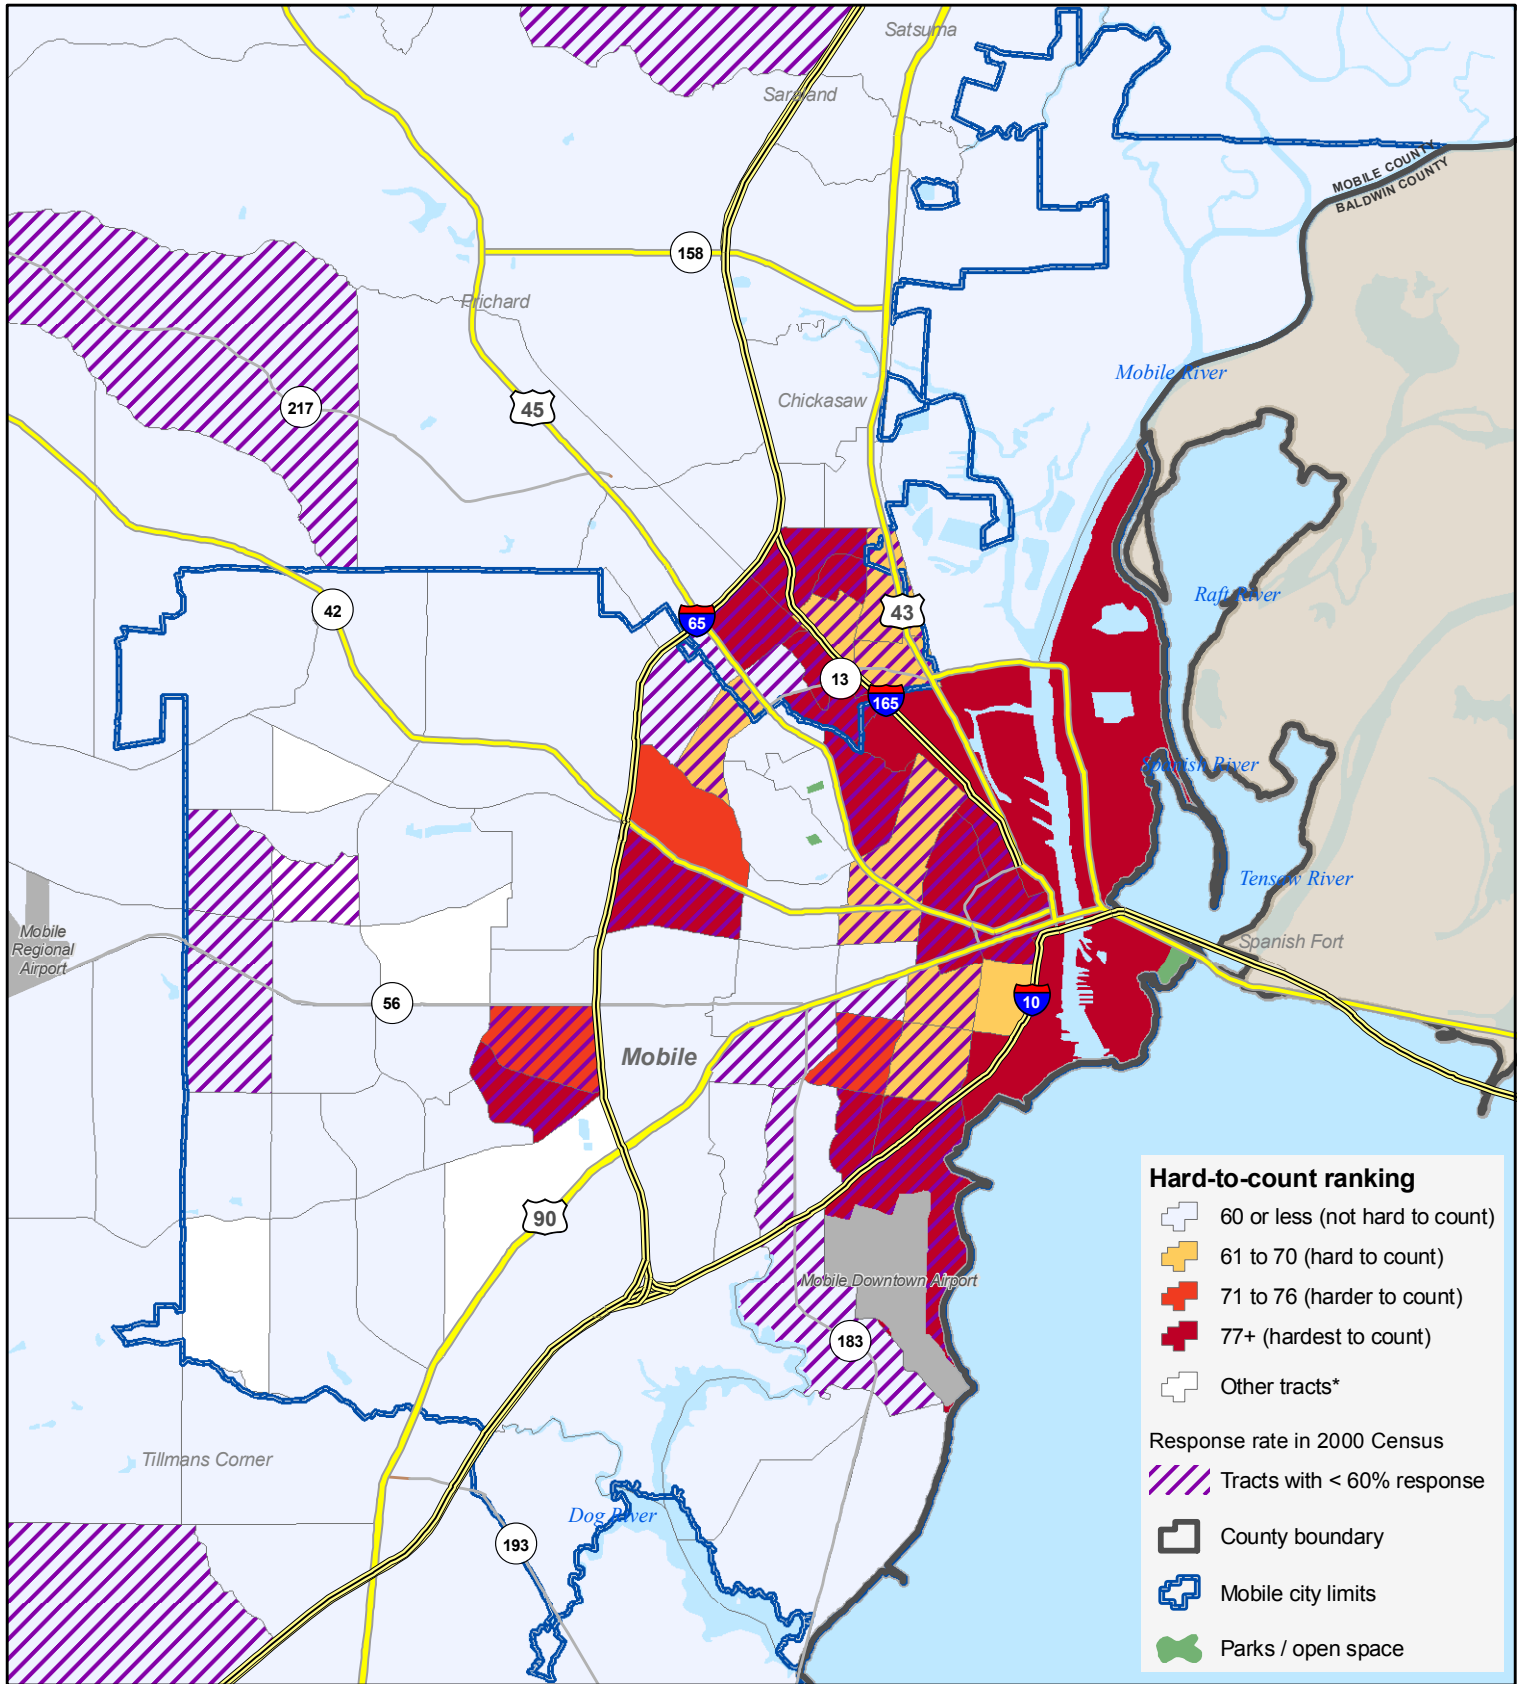 Satsuma
Saraland
MOBILE COUNTY
BALDWIN COUNTY
158
Prichard
Mobile River
217
45
Chickasaw
Raft River
42
43
65
13
165
Spanish River
Tensaw River
Mobile
Regional
Airport
Spanish Fort
56
10
Mobile
90
Mobile Downtown Airport
183
Tillmans Corner
Dog River
193
Hard-to-count ranking
60 or less (not hard to count)
61 to 70 (hard to count)
71 to 76 (harder to count)
77+ (hardest to count)
Other tracts*
Response rate in 2000 Census
Tracts with < 60% response
County boundary
Mobile city limits
Parks / open space